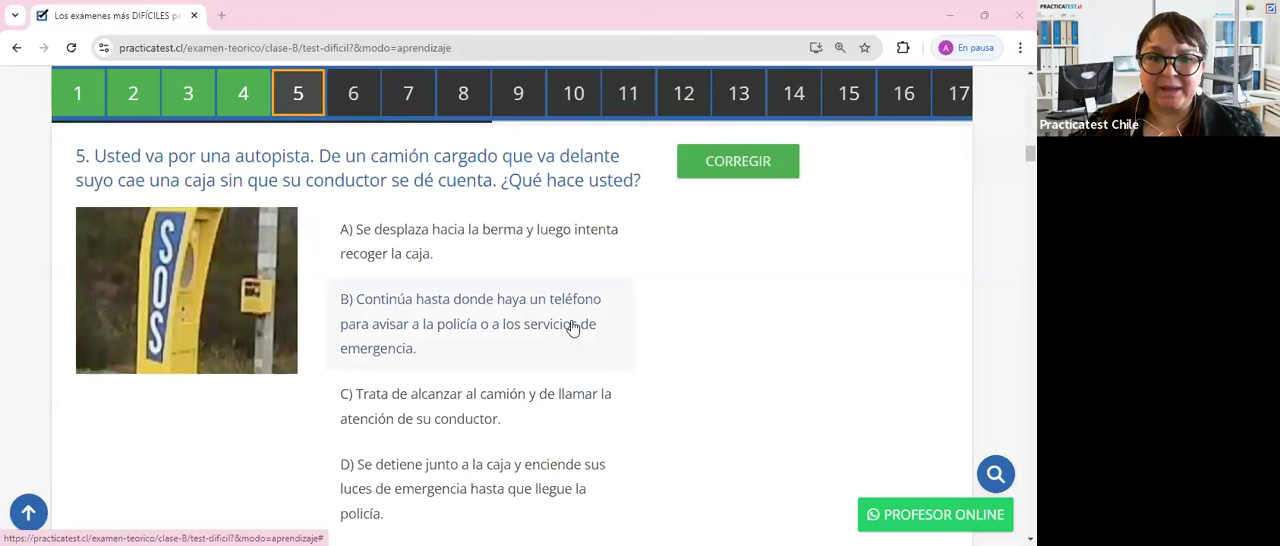 Los exámenes más DIFÍCILES pa
practicatest.cl/examen-teorico/clase-B/test-dificil?&modo=aprendizaje
A
En pausa
PRACTICATEST.cl
Practicatest Chile
1 2 3 4 5 6 7 8 9 10 11 12 13 14 15 16 17
5. Usted va por una autopista. De un camión cargado que va delante
suyo cae una caja sin que su conductor se dé cuenta. ¿Qué hace usted?
CORREGIR
SOS
A) Se desplaza hacia la berma y luego intenta
recoger la caja.
B) Continúa hasta donde haya un teléfono
para avisar a la policía o a los servicios de
emergencia.
C) Trata de alcanzar al camión y de llamar la
atención de su conductor.
D) Se detiene junto a la caja y enciende sus
luces de emergencia hasta que llegue la
policía.
PROFESOR ONLINE
https://practicatest.cl/examen-teorico/clase-B/test-dificil?&modo=aprendizaje#